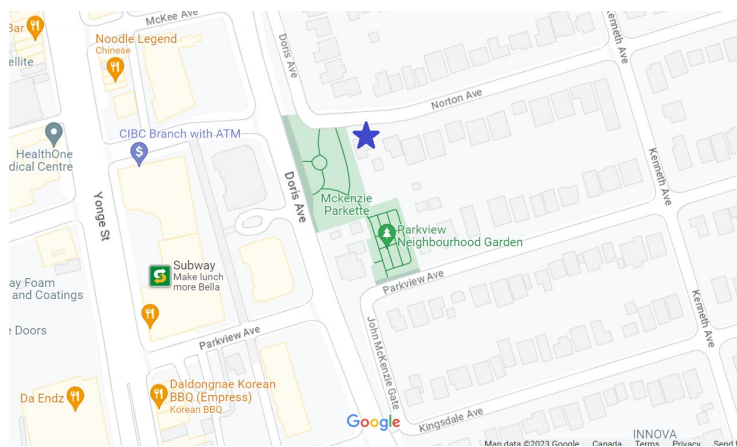 McKee Ave
Bar
Noodle Legend
Chinese
ellite
Doris Ave
Kenneth Ave
Norton Ave
CIBC Branch with ATM
$
HealthOne
dical Centre
Yonge St
Doris Ave
Mckenzie
Parkette
Kenneth Ave
Parkview
Neighbourhood Garden
Subway
Make lunch
more Bella
ay Foam
and Coatings
Parkview Ave
Kenneth Ave
e Doors
Parkview Ave
John McKenzie Gate
Daldongnae Korean
BBQ (Empress)
Korean BBQ
Da Endz
Google
Kingsdale Ave
INNOVA
Map data ©2023 Google Canada Terms Privacy Send